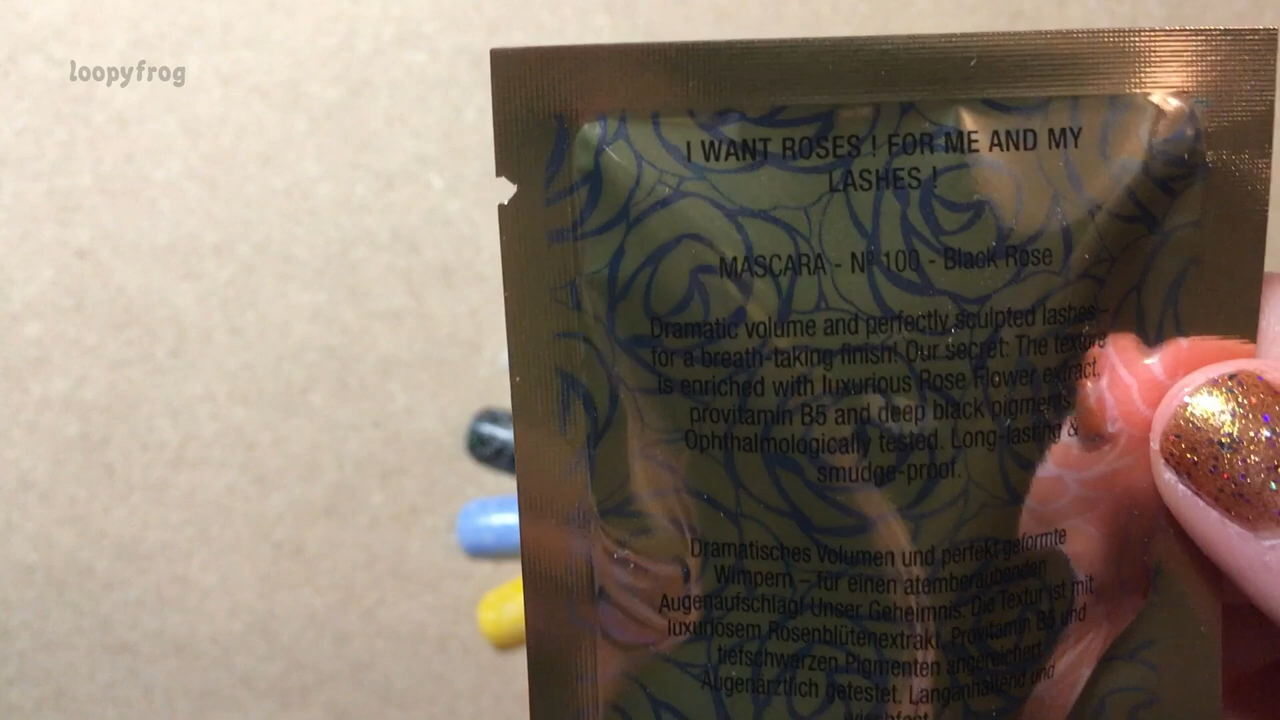 loopyfrog
I WANT ROSES ! FOR ME AND MY
LASHES !
MASCARA - Nº 100 - Black Rose
Dramatic volume and perfectly sculpted lashes –
for a breath-taking finish! Our secret: The texture
is enriched with luxurious Rose Flower extract,
provitamin B5 and deep black pigments.
Ophthalmologically tested. Long-lasting &
smudge-proof.
Dramatisches Volumen und perfekt geformte
Wimpern – für einen atemberaubenden
Augenaufschlag! Unser Geheimnis: Die Textur ist mit
luxuriösem Rosenblütenextrakt, Provitamin B5 und
tiefschwarzen Pigmenten angereichert.
Augenärztlich getestet. Langanhaltend und